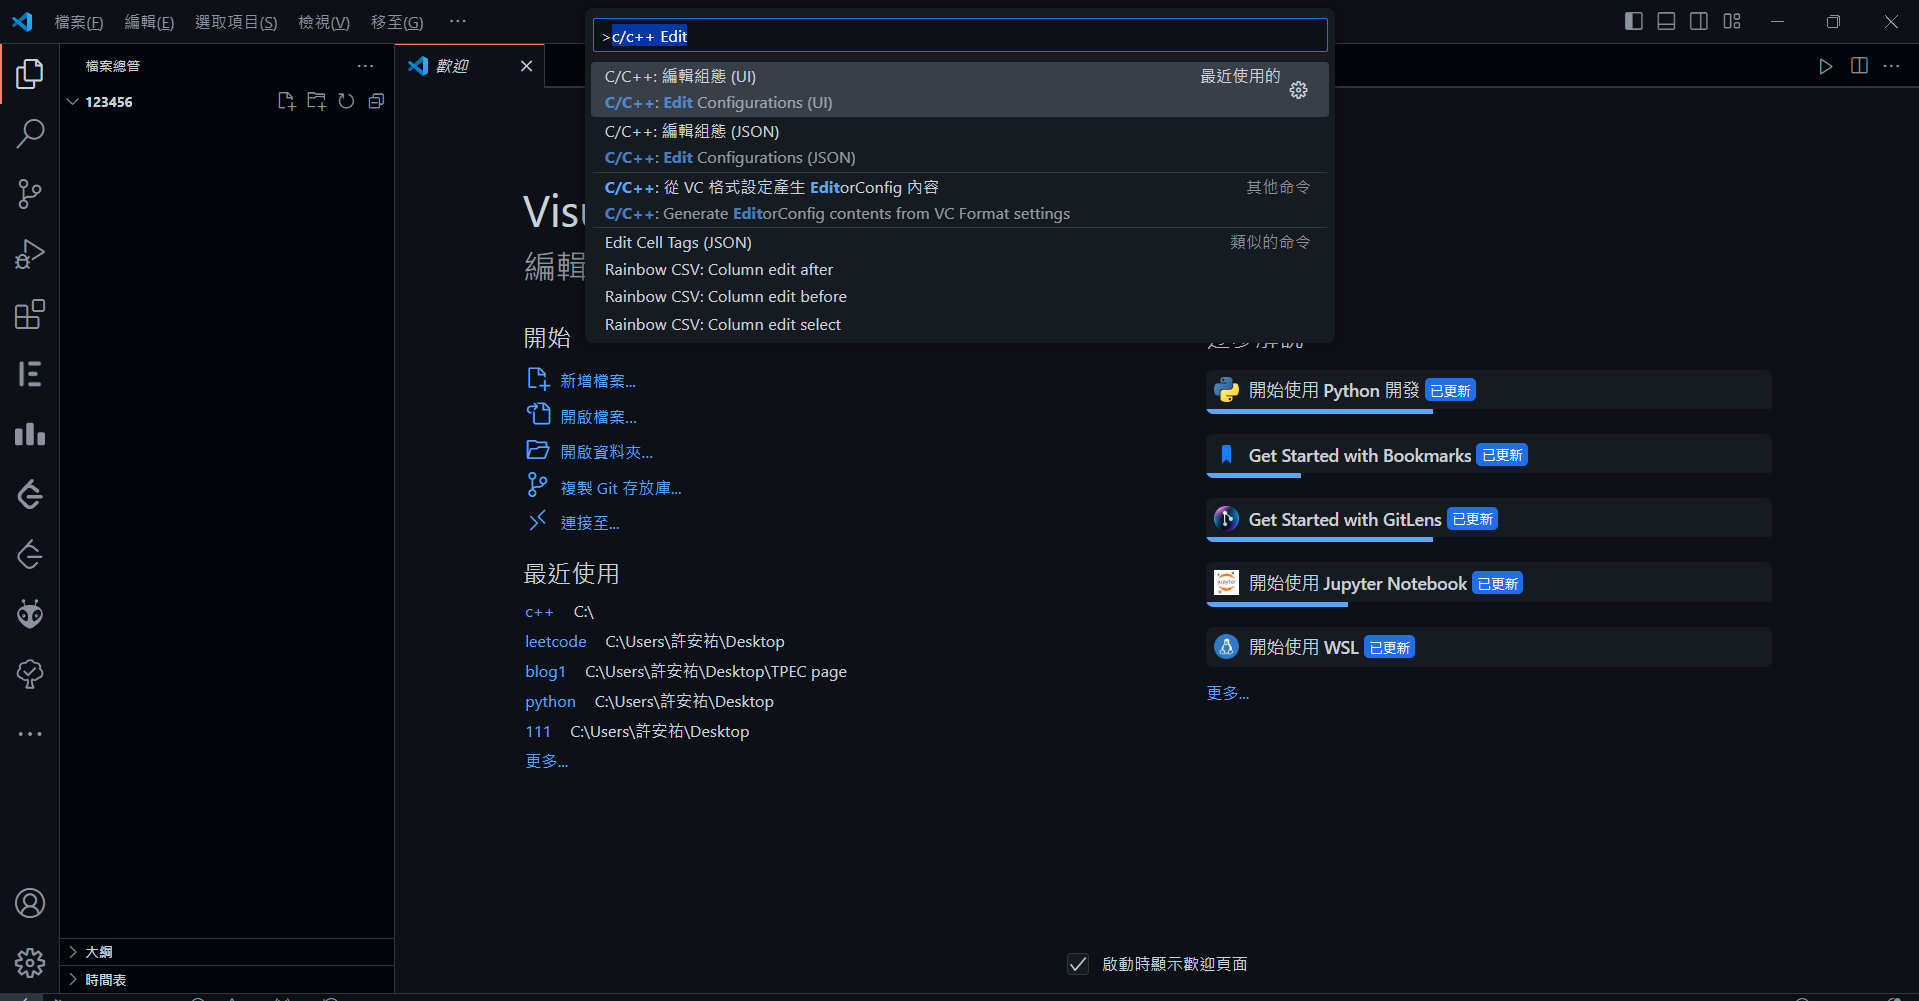 檔案(F) 編輯(E) 選取項目(S) 檢視(V) 移至(G) ···
>c/c++ Edit
C/C++: 編輯組態 (UI) 最近使用的
C/C++: Edit Configurations (UI)
C/C++: 編輯組態 (JSON)
C/C++: Edit Configurations (JSON)
C/C++: 從 VC 格式設定產生 EditorConfig 內容 其他命令
C/C++: Generate EditorConfig contents from VC Format settings
Edit Cell Tags (JSON) 類似的命令
Rainbow CSV: Column edit after
Rainbow CSV: Column edit before
Rainbow CSV: Column edit select
檔案總管
123456
大綱
時間表
歡迎
Visu
編輯
開始
新增檔案...
開啟檔案...
開啟資料夾...
複製 Git 存放庫...
連接至...
最近使用
c++ C:\
leetcode C:\Users\許安祐\Desktop
blog1 C:\Users\許安祐\Desktop\TPEC page
python C:\Users\許安祐\Desktop
111 C:\Users\許安祐\Desktop
更多...
開始使用 Python 開發 已更新
Get Started with Bookmarks 已更新
Get Started with GitLens 已更新
開始使用 Jupyter Notebook 已更新
開始使用 WSL 已更新
更多...
啟動時顯示歡迎頁面